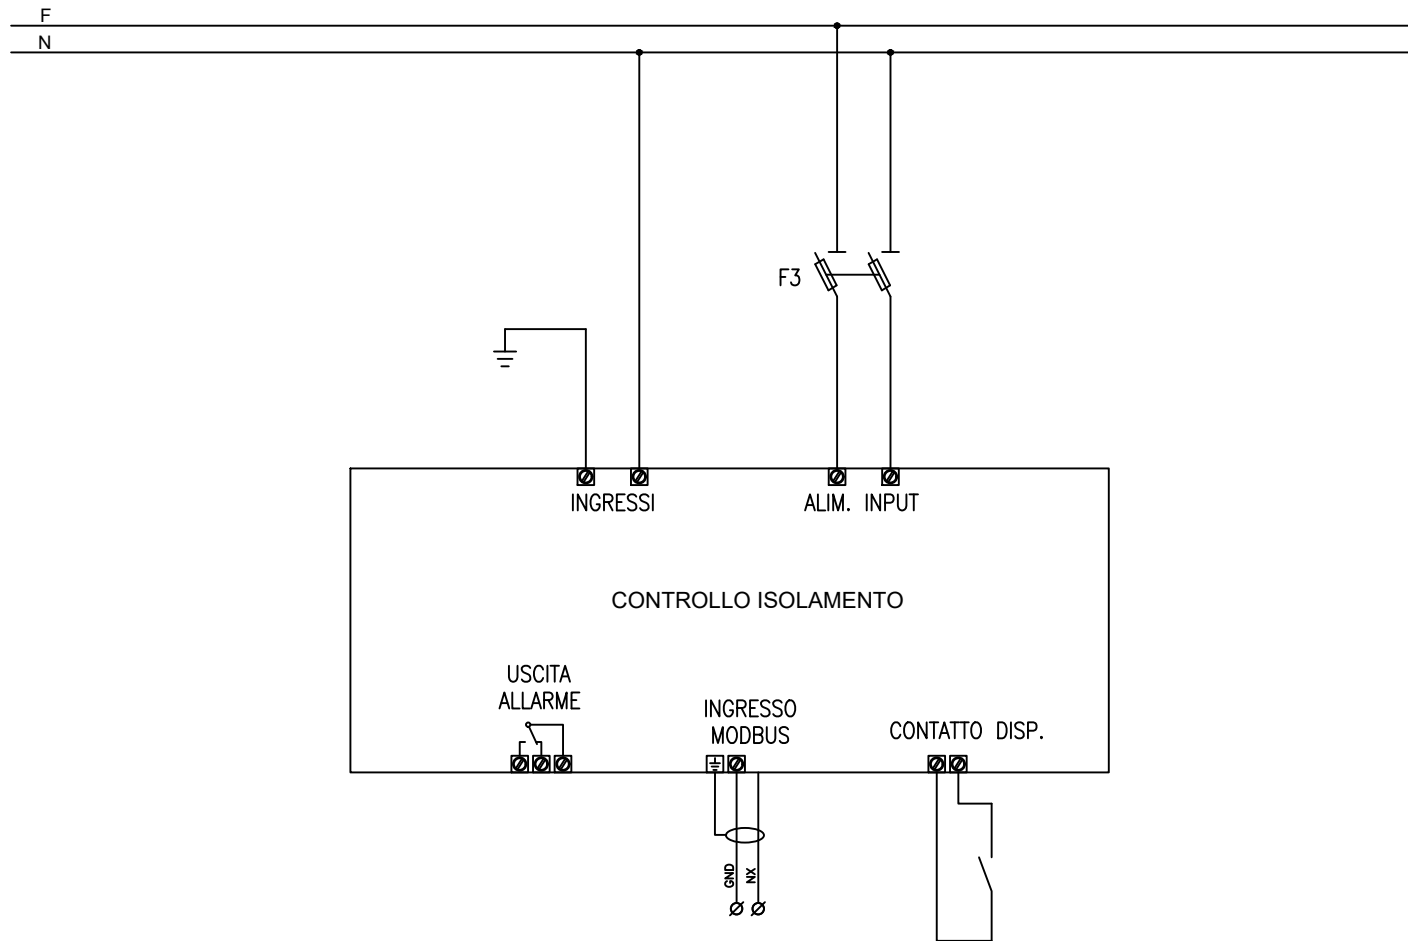 F
N
F3
INGRESSI
ALIM. INPUT
CONTROLLO ISOLAMENTO
USCITA
ALLARME
INGRESSO
MODBUS
CONTATTO DISP.
GND
NX